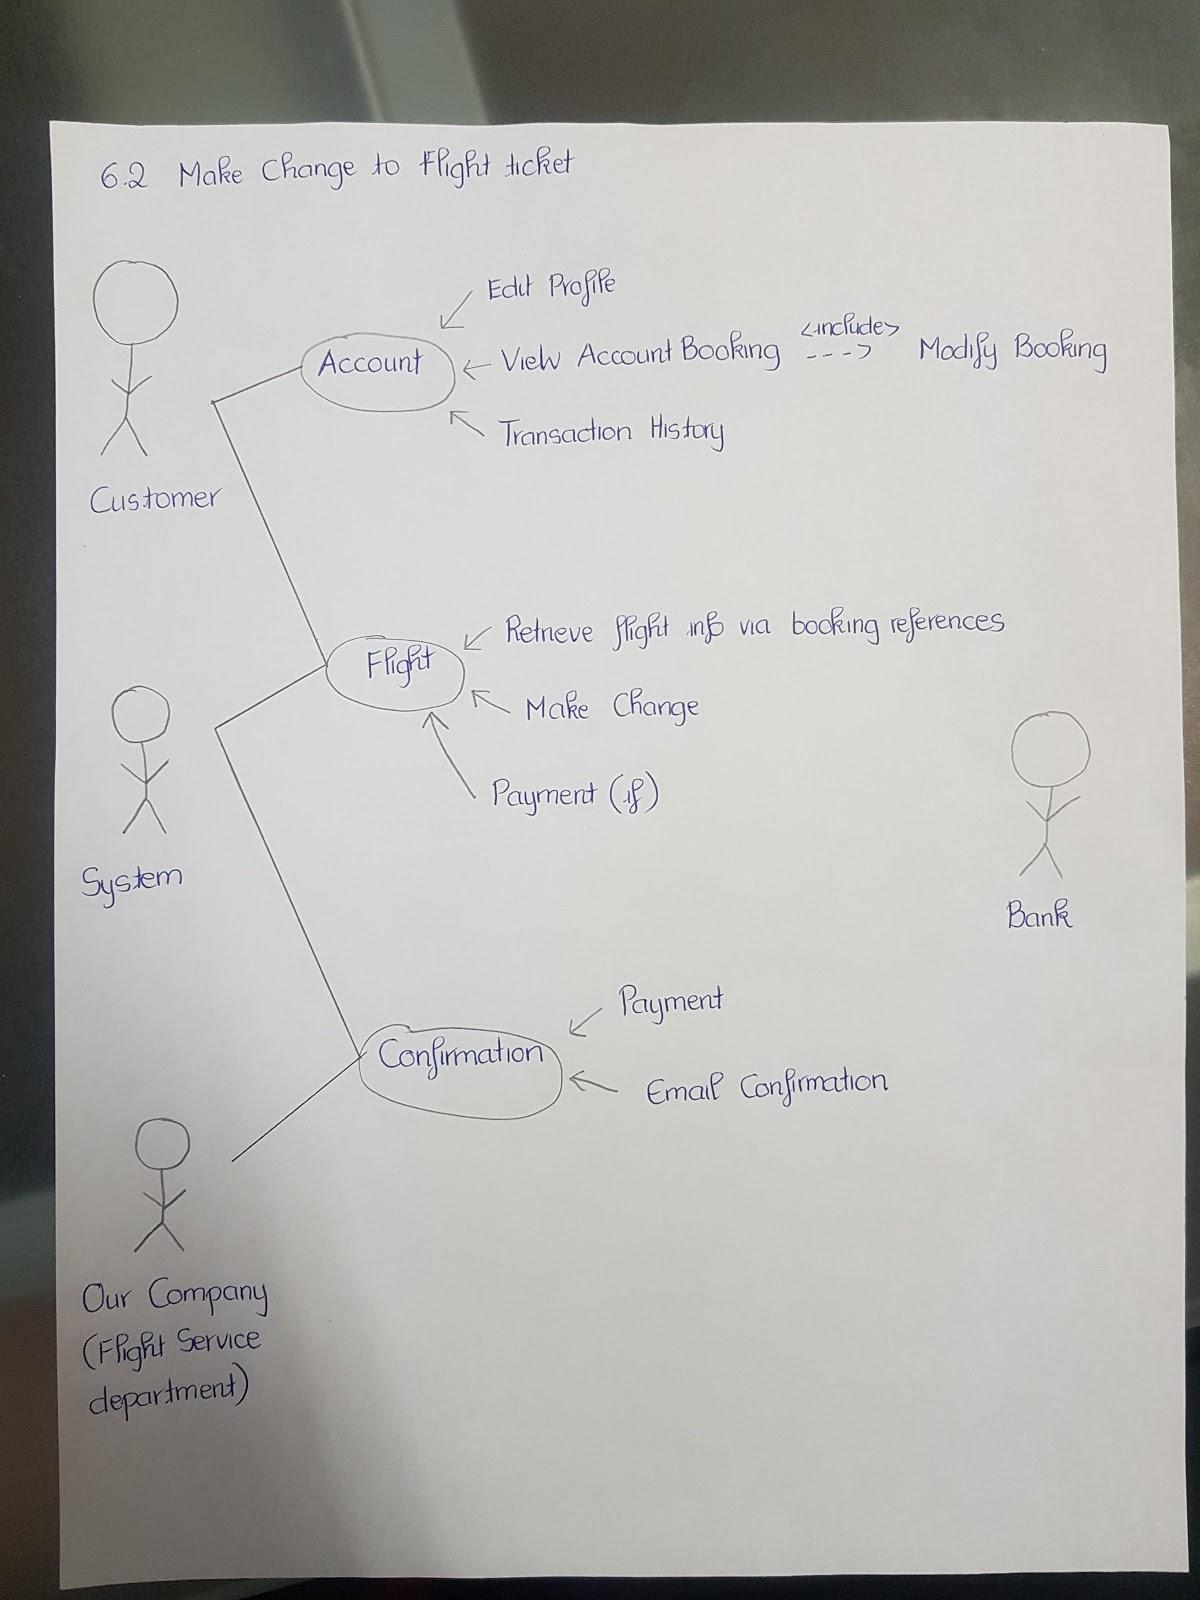 6.2 Make Change to Flight ticket
Edit Profile
Account
View Account Booking
<include>
Modify Booking
Transaction History
Customer
Retrieve flight info via booking references
Flight
Make Change
Payment (if)
System
Bank
Payment
Confirmation
Email Confirmation
Our Company
(Flight Service
department)